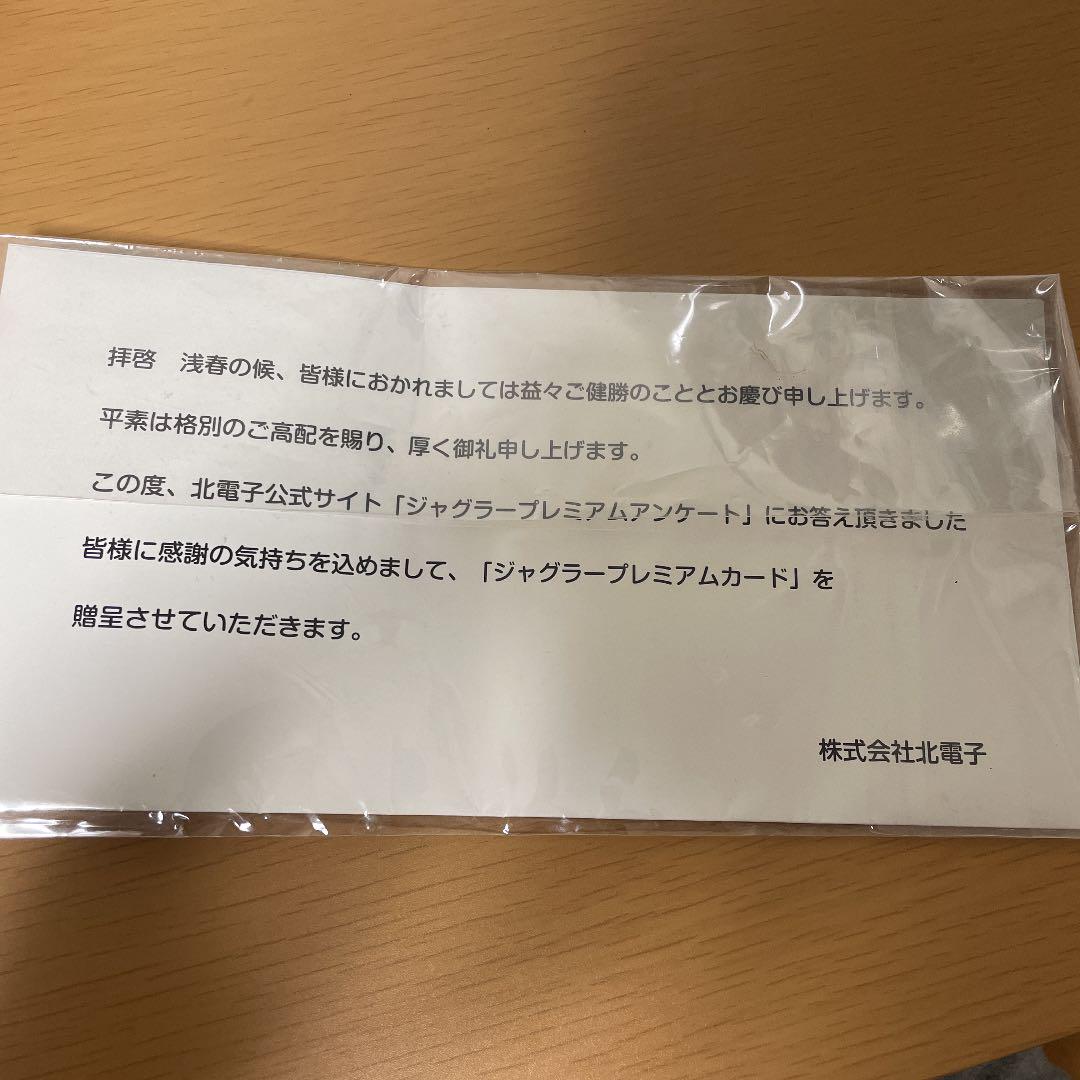 拝啓　浅春の候、皆様におかれましては益々ご健勝のこととお慶び申し上げます。
平素は格別のご高配を賜り、厚く御礼申し上げます。
この度、北電子公式サイト「ジャグラープレミアムアンケート」にお答え頂きました
皆様に感謝の気持ちを込めまして、「ジャグラープレミアムカード」を
贈呈させていただきます。
株式会社北電子